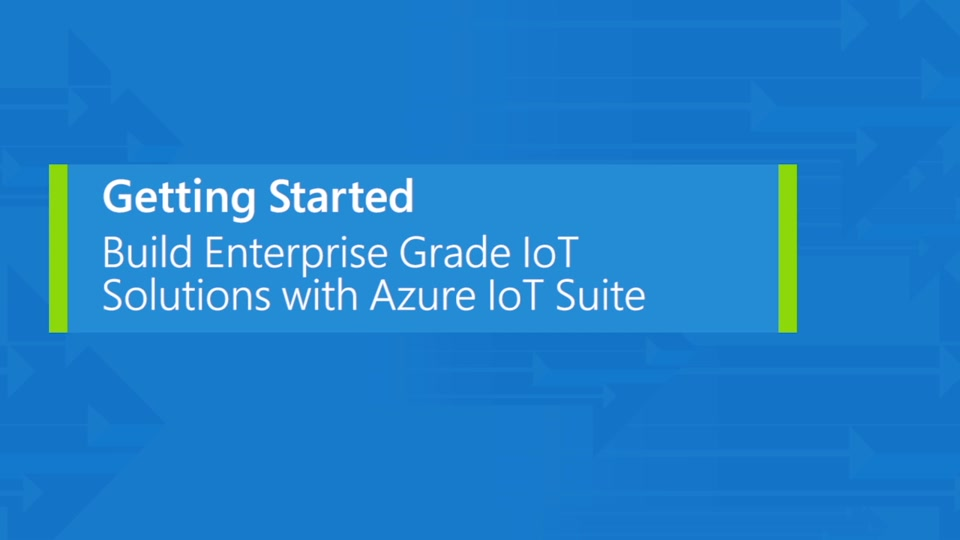 Getting Started
Build Enterprise Grade IoT
Solutions with Azure IoT Suite